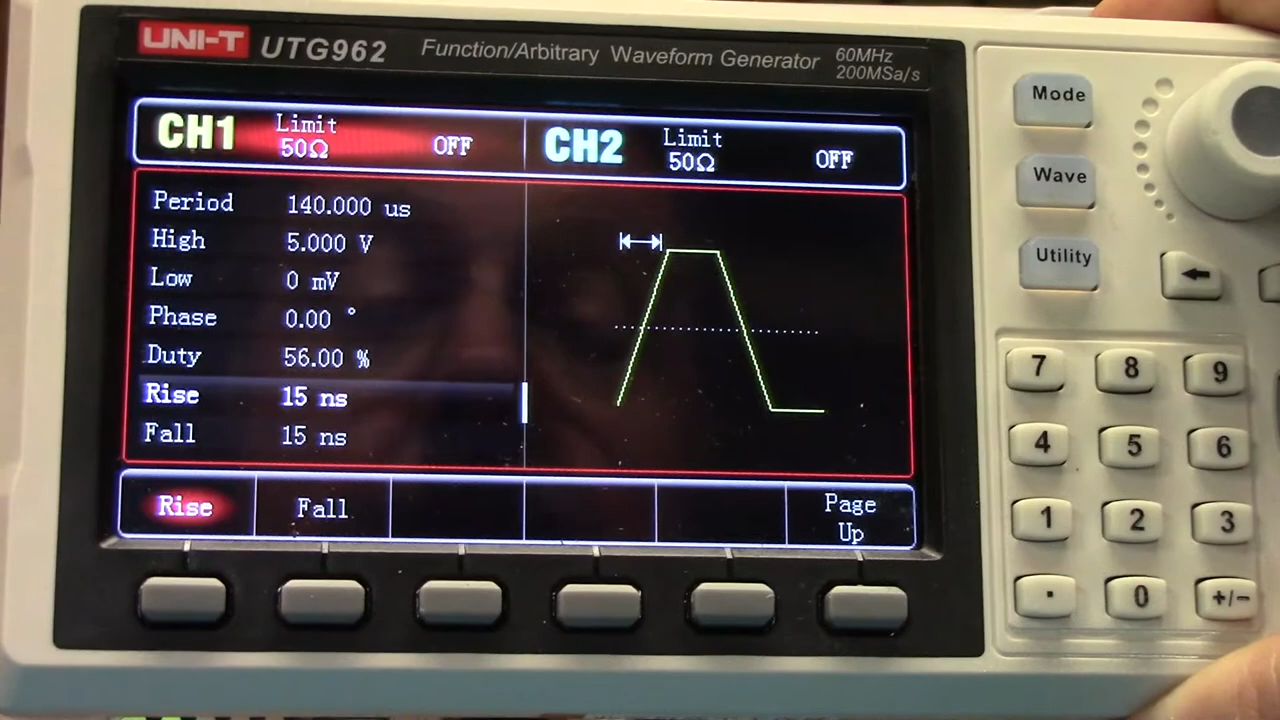 UNI-T UTG962 Function/Arbitrary Waveform Generator 60MHz
200MSa/s
CH1 Limit 50Ω OFF
CH2 Limit 50Ω OFF
Period 140.000 us
High 5.000 V
Low 0 mV
Phase 0.00 °
Duty 56.00 %
Rise 15 ns
Fall 15 ns
Rise Fall Page Up
Mode
Wave
Utility
7 8 9
4 5 6
1 2 3
. 0 +/-